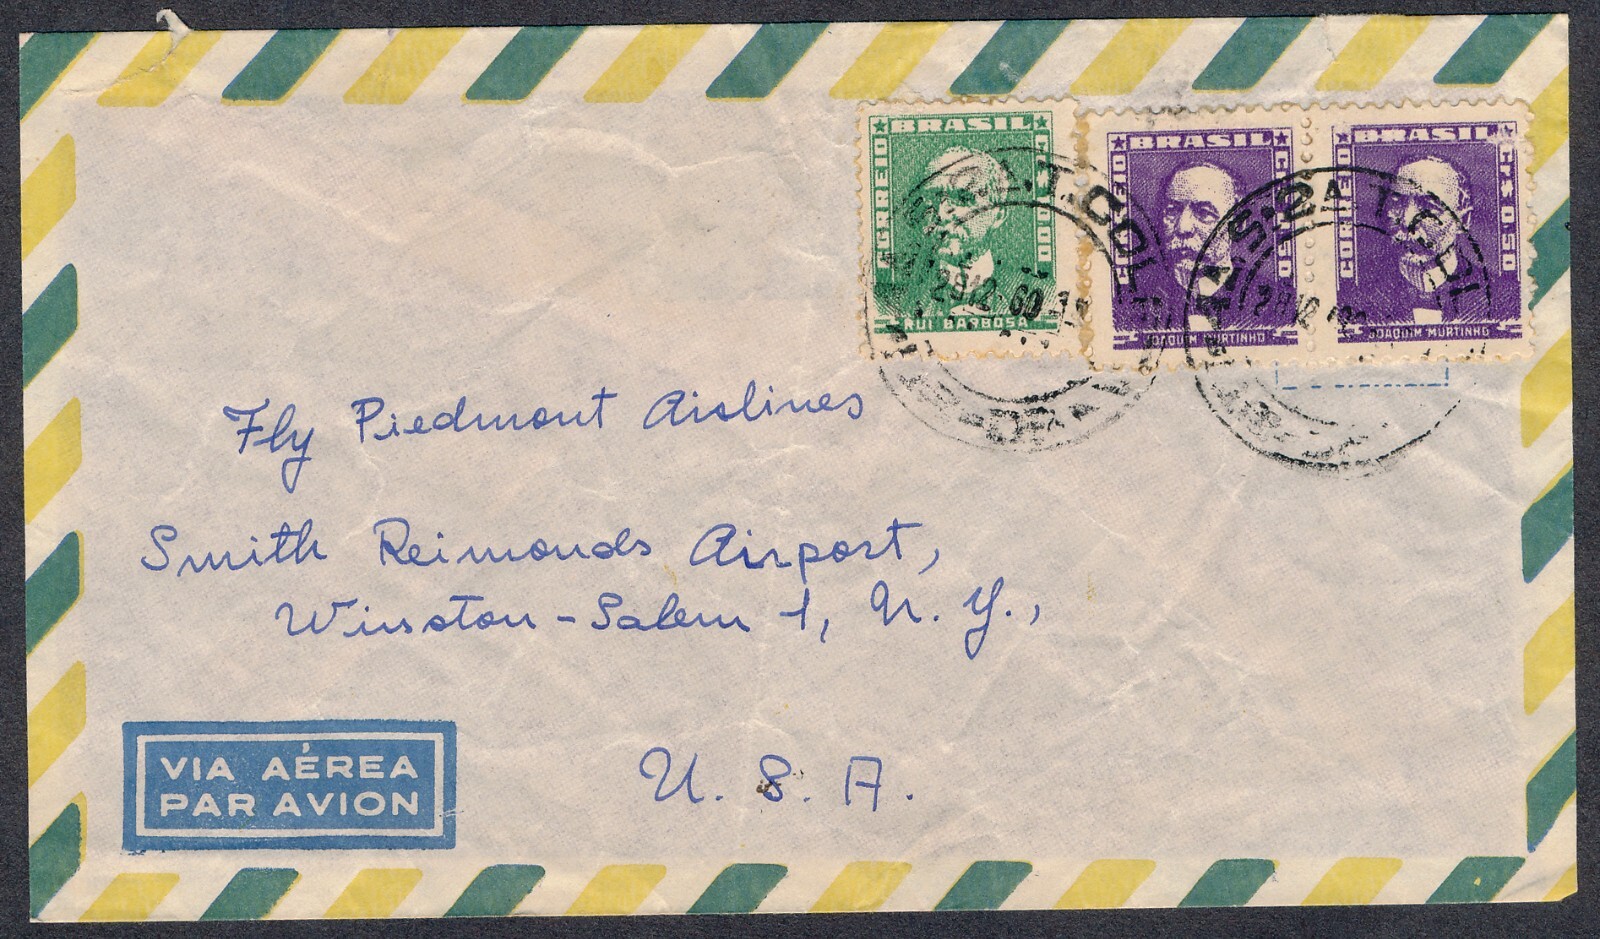 BRASIL
CORREIO
RUI BARBOSA
BRASIL
CORREIO
JOAQUIM MURTINHO
BRASIL
CORREIO
Cr$ 0.50
JOAQUIM MURTINHO
Fly Piedmont Airlines
Smith Reimonds Airport,
Winston-Salem 1, N. Y.,
U. S. A.
VIA AÉREA
PAR AVION